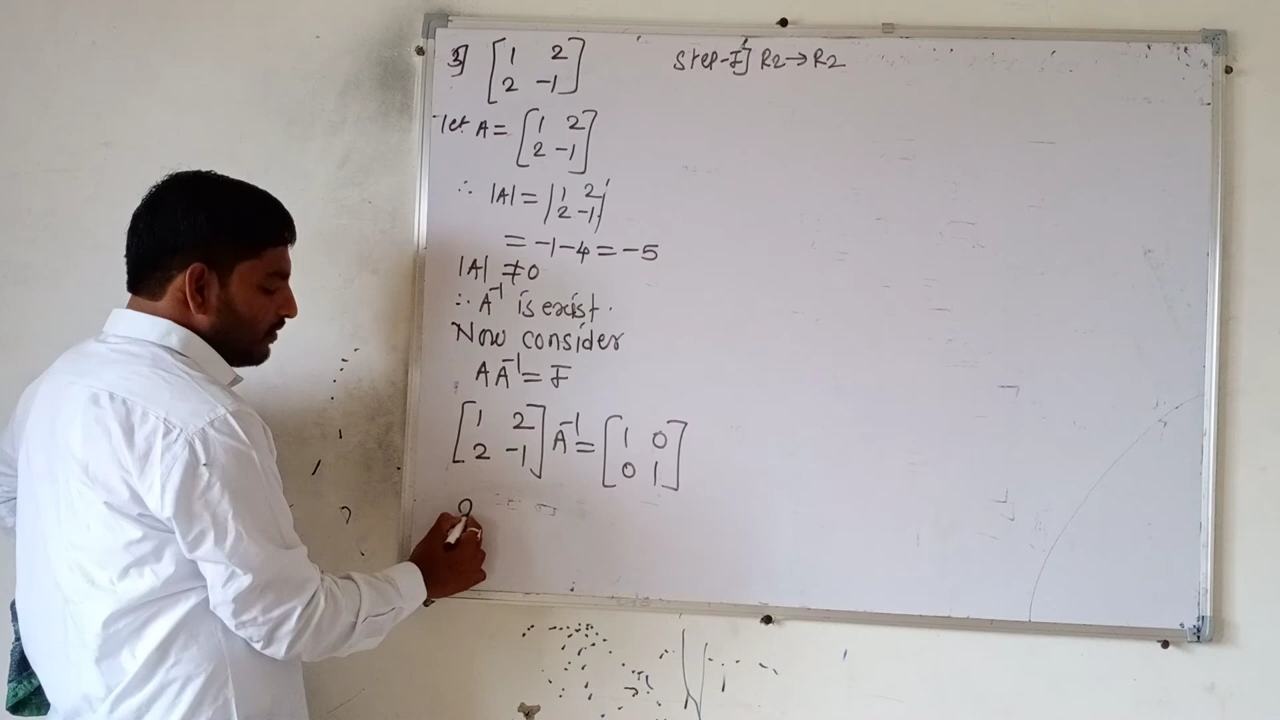 3] [1 2
2 -1]
let A = [1 2
2 -1]
∴ |A| = |1 2
2 -1|
= -1-4 = -5
|A| ≠ 0
∴ A⁻¹ is exist.
Now consider
A A⁻¹ = I
[1 2
2 -1] A⁻¹ = [1 0
0 1]
Step-I] R2→R2